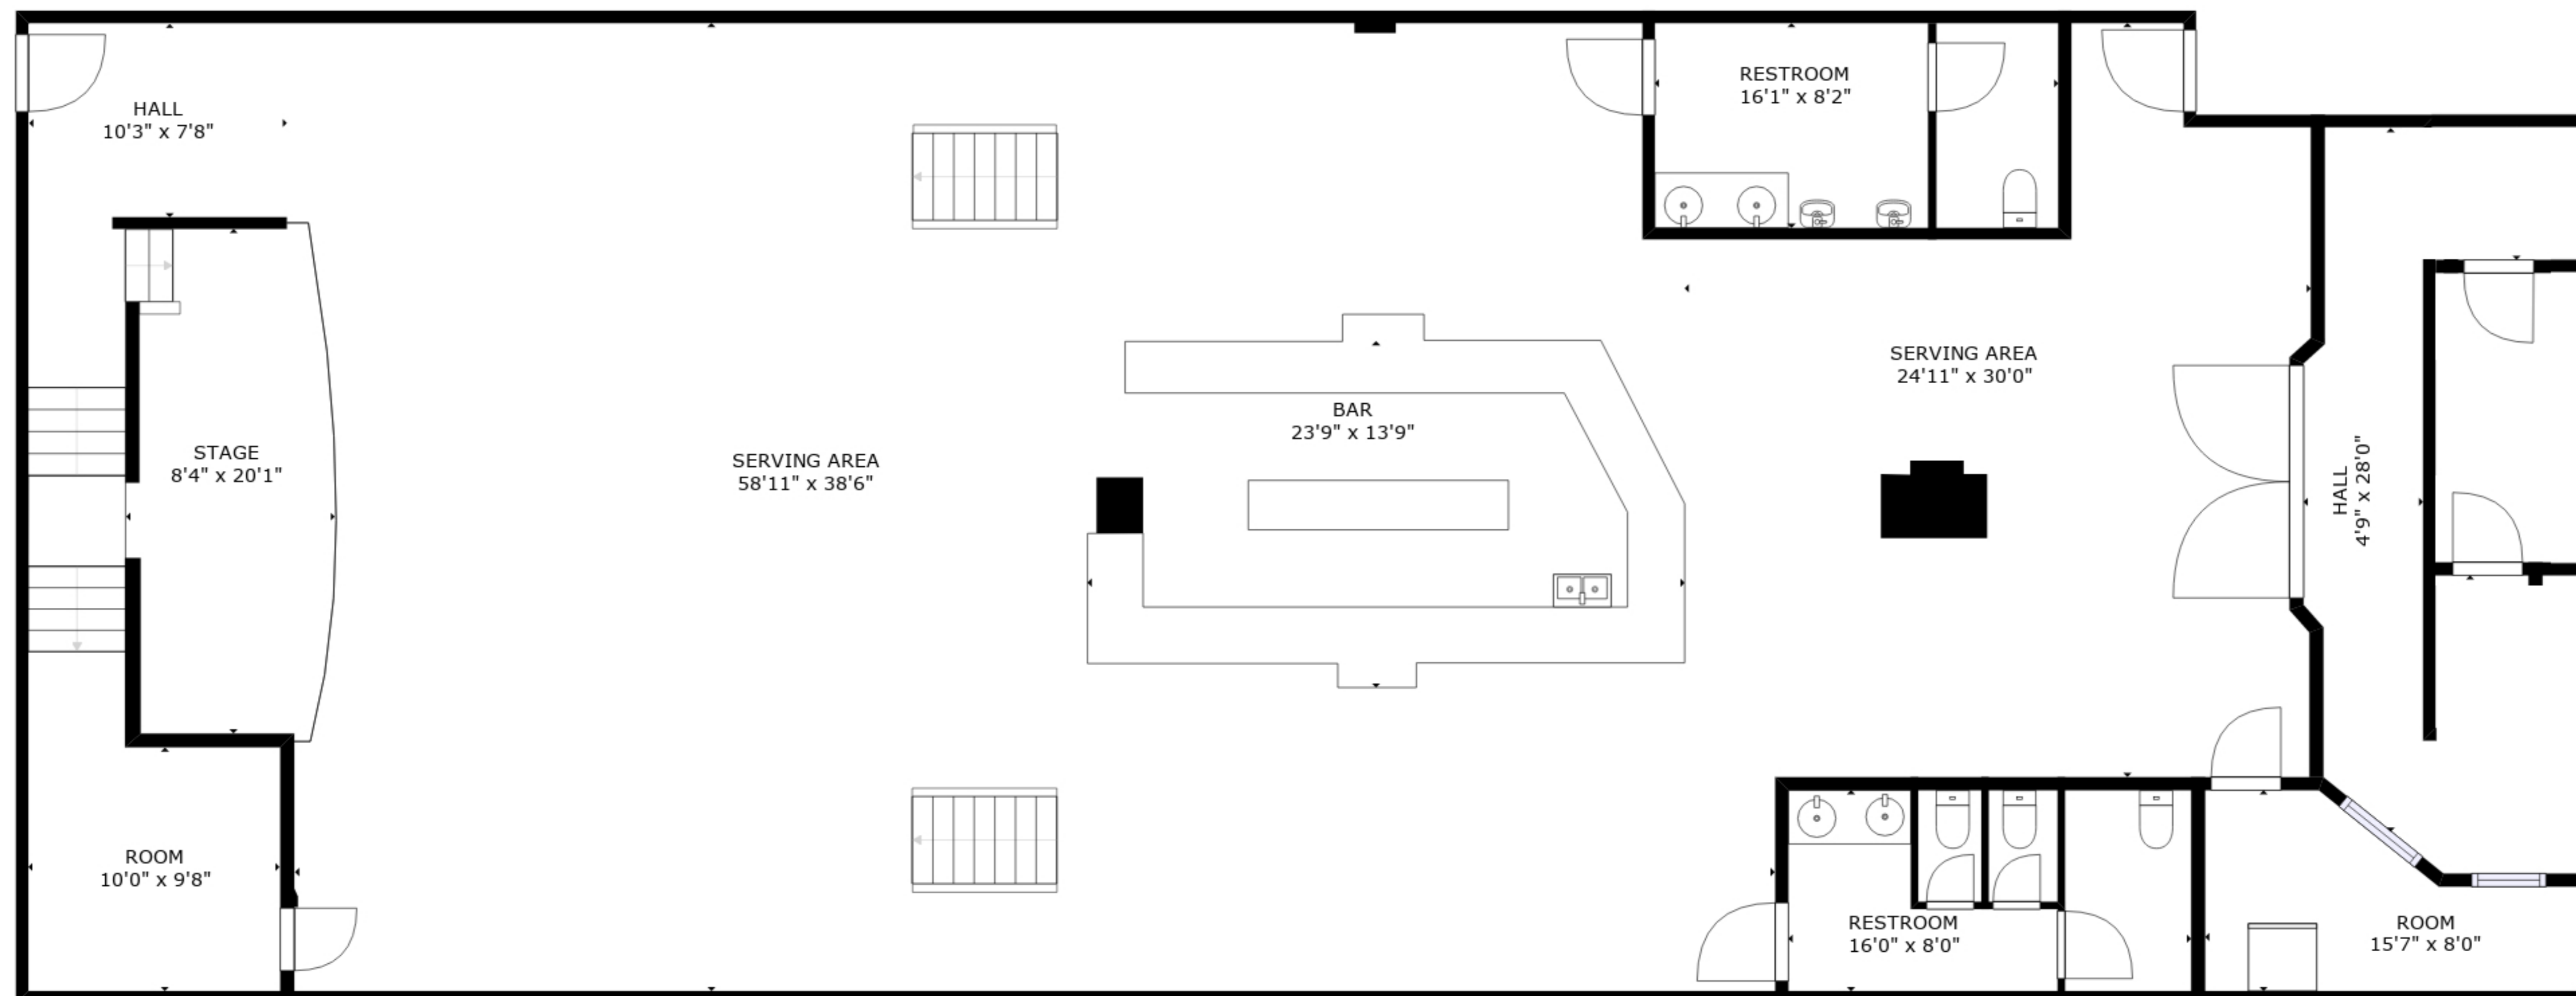 HALL
10'3" x 7'8"
RESTROOM
16'1" x 8'2"
SERVING AREA
24'11" x 30'0"
BAR
23'9" x 13'9"
STAGE
8'4" x 20'1"
SERVING AREA
58'11" x 38'6"
HALL
4'9" x 28'0"
ROOM
10'0" x 9'8"
RESTROOM
16'0" x 8'0"
ROOM
15'7" x 8'0"